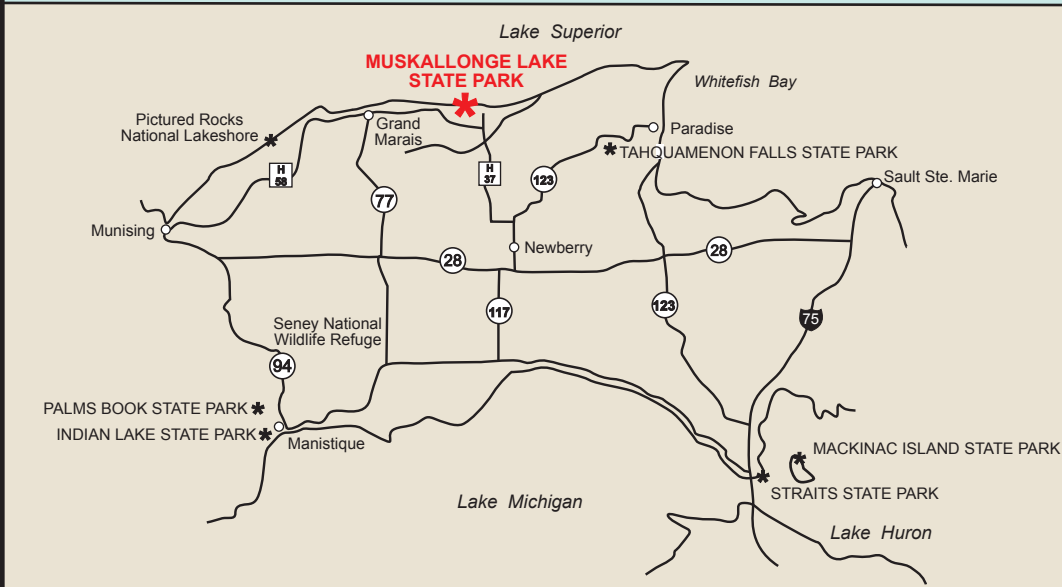 Lake Superior
MUSKALLONGE LAKE
STATE PARK
Whitefish Bay
Pictured Rocks
National Lakeshore
Grand
Marais
Paradise
TAHQUAMENON FALLS STATE PARK
H
58
H
37
123
Sault Ste. Marie
77
Munising
Newberry
28
28
117
123
75
Seney National
Wildlife Refuge
94
PALMS BOOK STATE PARK
INDIAN LAKE STATE PARK
Manistique
MACKINAC ISLAND STATE PARK
STRAITS STATE PARK
Lake Michigan
Lake Huron